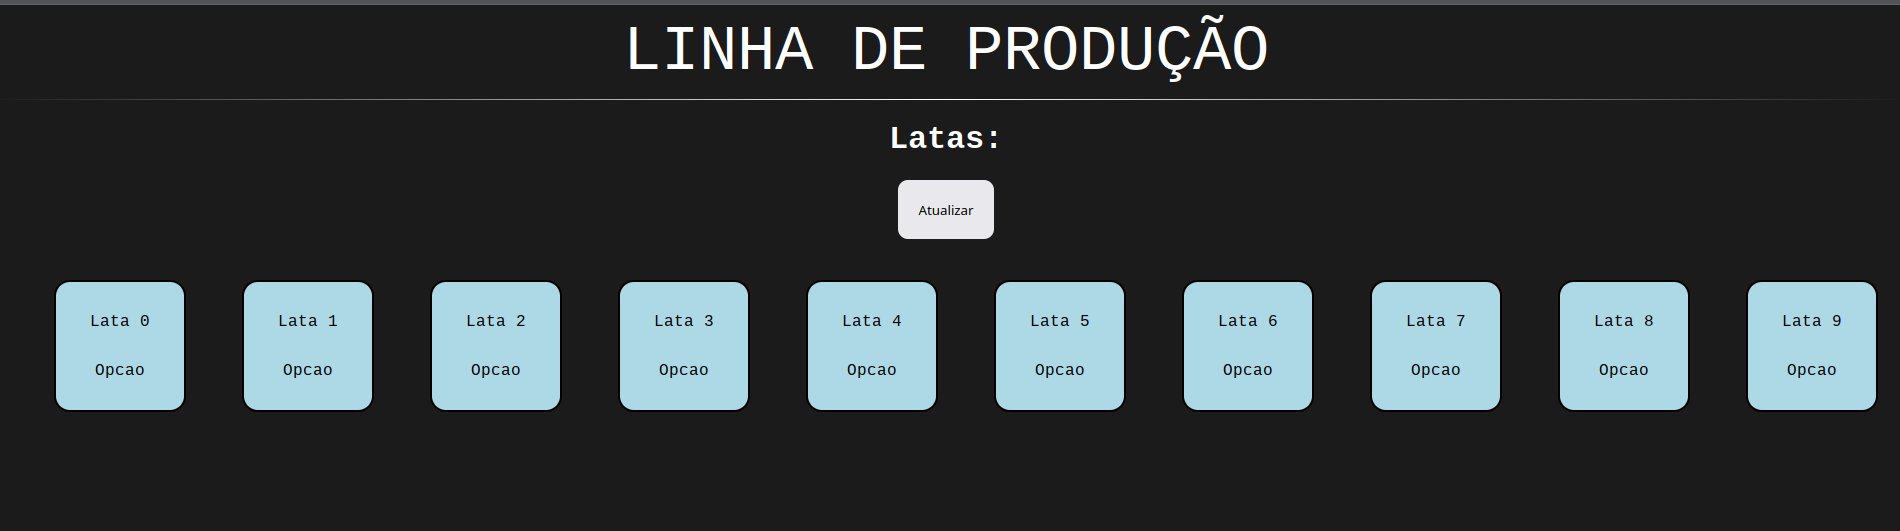 LINHA DE PRODUÇÃO
Latas:
Atualizar
Lata 0 Lata 1 Lata 2 Lata 3 Lata 4 Lata 5 Lata 6 Lata 7 Lata 8 Lata 9
Opcao Opcao Opcao Opcao Opcao Opcao Opcao Opcao Opcao Opcao